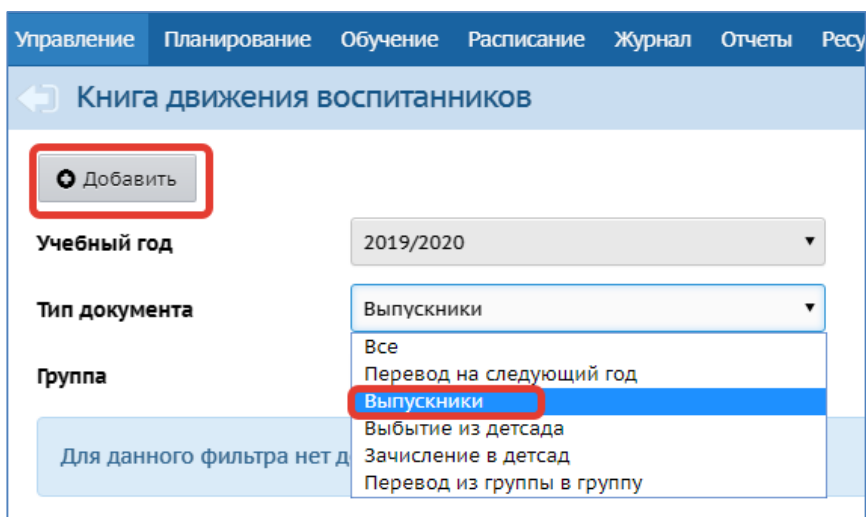 Управление Планирование Обучение Расписание Журнал Отчеты Ресу
Книга движения воспитанников
Добавить
Учебный год 2019/2020
Тип документа Выпускники
Все
Группа Перевод на следующий год
Выпускники
Выбытие из детсада
Для данного фильтра нет д Зачисление в детсад
Перевод из группы в группу